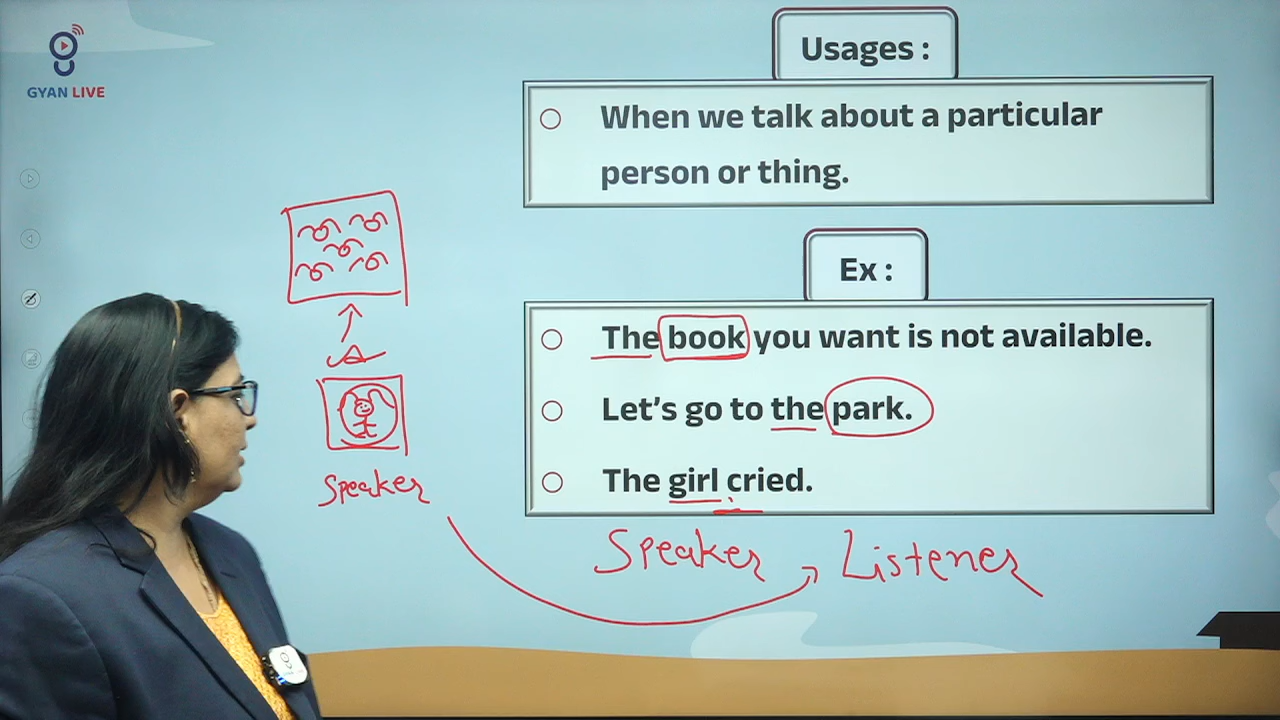 GYAN LIVE
Usages :
When we talk about a particular
person or thing.
Ex :
The book you want is not available.
Let's go to the park.
The girl cried.
Speaker
Speaker Listener